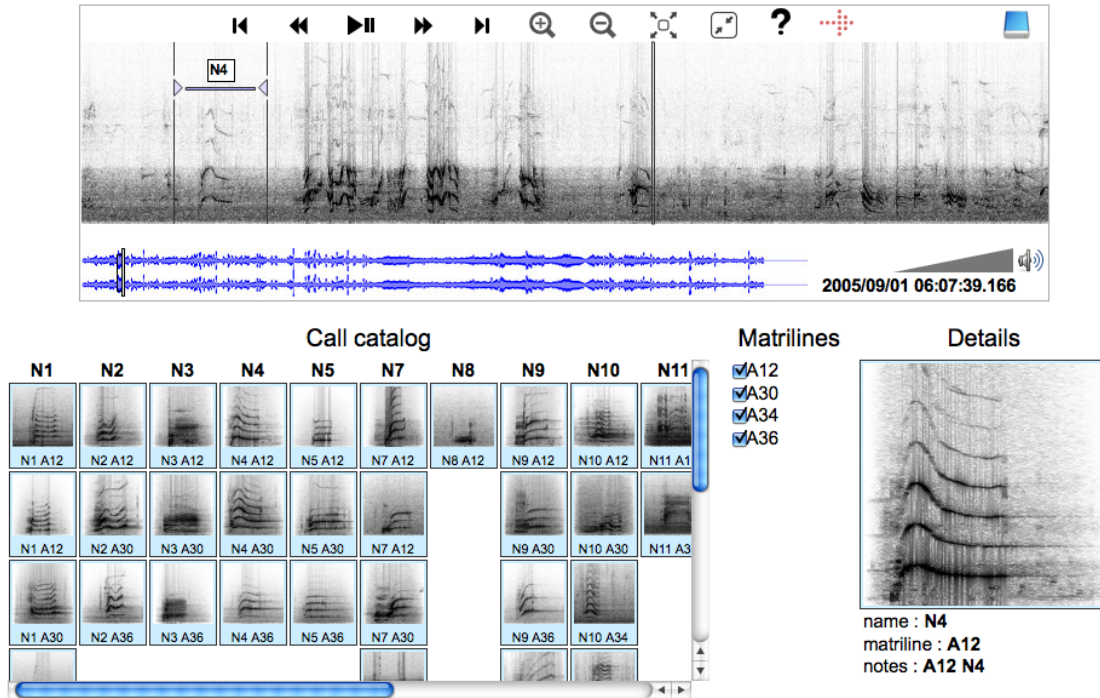 ?
N4
2005/09/01 06:07:39.166
Call catalog
Matrilines
Details
N1 N2 N3 N4 N5 N7 N8 N9 N10 N11
A12
A30
A34
A36
N1 A12 N2 A12 N3 A12 N4 A12 N5 A12 N7 A12 N8 A12 N9 A12 N10 A12 N11 A1
N1 A12 N2 A30 N3 A30 N4 A30 N5 A30 N7 A12 N9 A30 N10 A30 N11 A3
N1 A30 N2 A36 N3 A36 N4 A36 N5 A36 N7 A30 N9 A36 N10 A34
name : N4
matriline : A12
notes : A12 N4